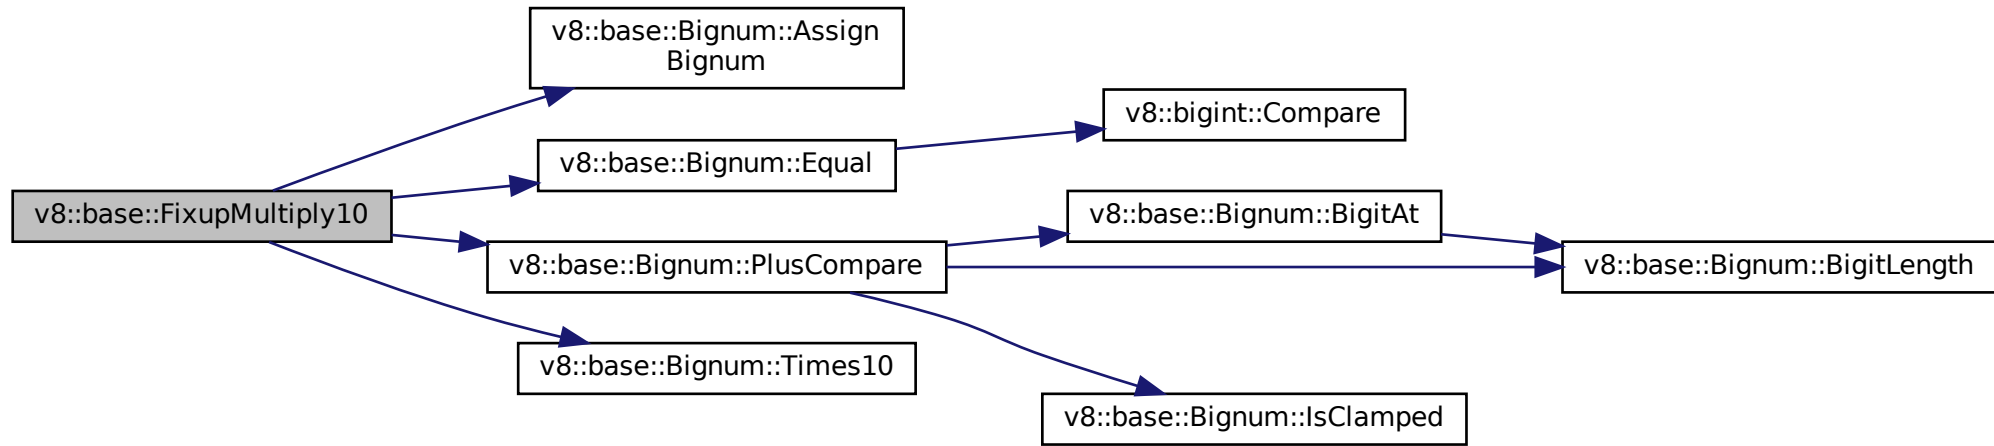 v8::base::FixupMultiply10
v8::base::Bignum::Assign
Bignum
v8::base::Bignum::Equal
v8::bigint::Compare
v8::base::Bignum::PlusCompare
v8::base::Bignum::BigitAt
v8::base::Bignum::BigitLength
v8::base::Bignum::IsClamped
v8::base::Bignum::Times10